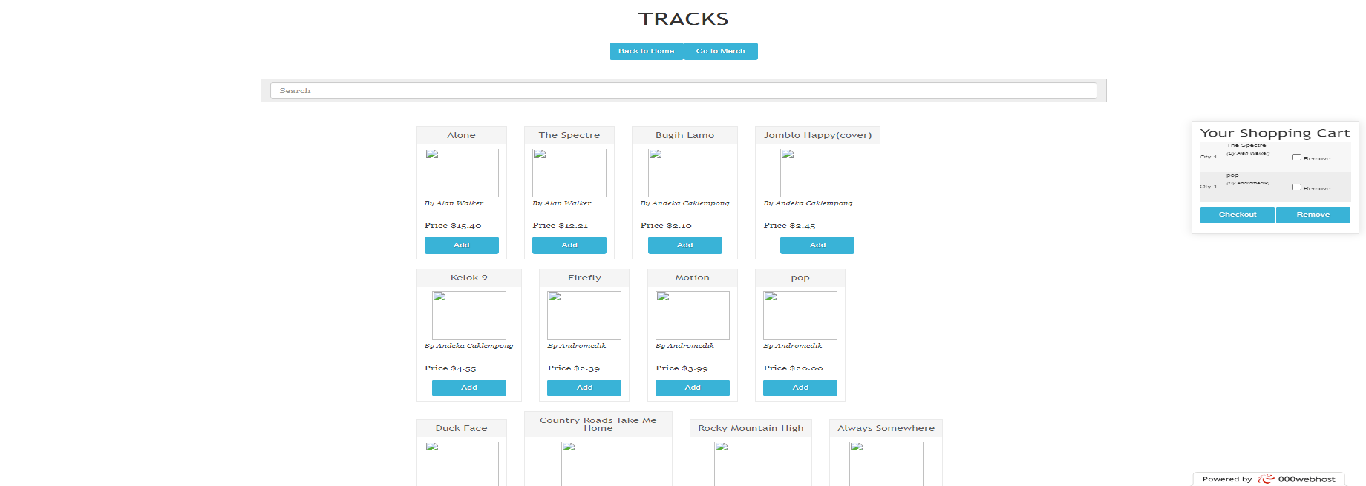 TRACKS
Back to Home Go to Merch
Search
Alone The Spectre Bugih Lamo Jomblo Happy(cover)
By Alan Walker By Alan Walker By Andeka Caklempong By Andeka Caklempong
Price $15.40 Price $12.21 Price $2.10 Price $2.45
Add Add Add Add
Kelok 9 Firefly Motion pop
By Andeka Caklempong By Andromedik By Andromedik By Andromedik
Price $4.55 Price $2.39 Price $3.99 Price $20.00
Add Add Add Add
Duck Face Country Roads Take Me
Home Rocky Mountain High Always Somewhere
Your Shopping Cart
The Spectre
Qty 1 (By Alan Walker) Remove
pop
Qty 1 (By Andromedik) Remove
Checkout Remove
Powered by 000webhost